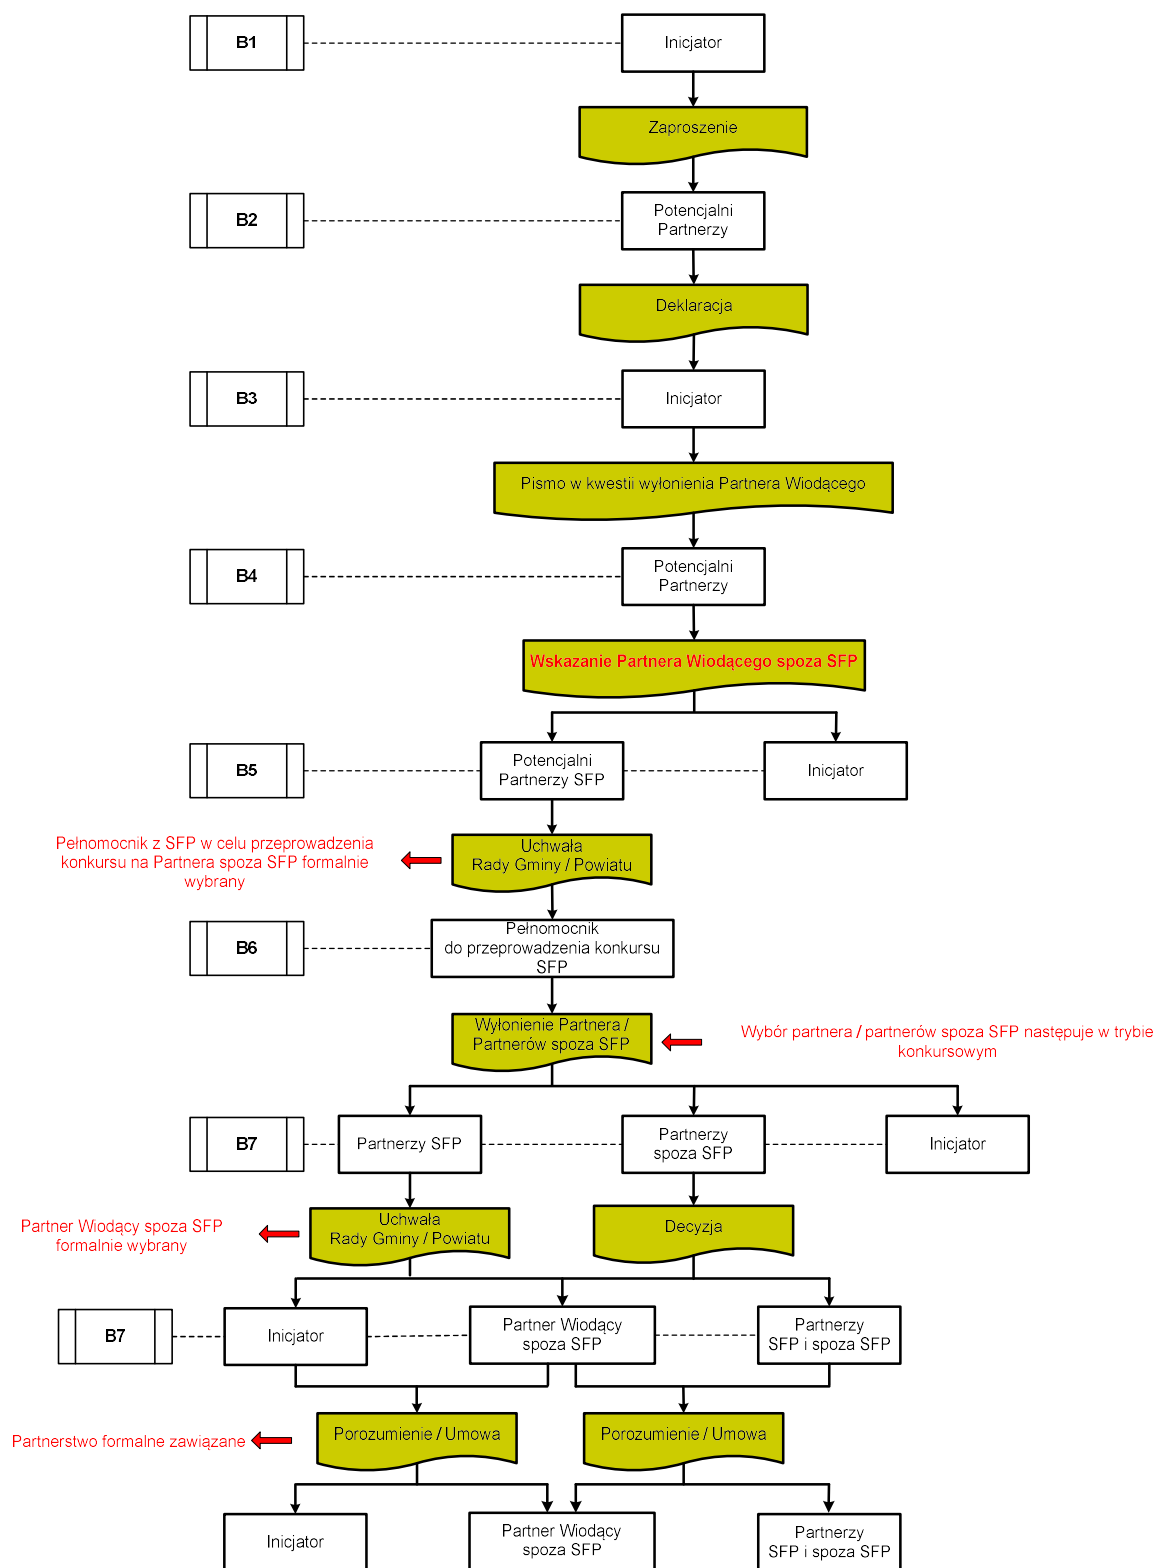 B1
Inicjator
Zaproszenie
B2
Potencjalni
Partnerzy
Deklaracja
B3
Inicjator
Pismo w kwestii wyłonienia Partnera Wiodącego
B4
Potencjalni
Partnerzy
Wskazanie Partnera Wiodącego spoza SFP
B5
Potencjalni
Partnerzy SFP
Inicjator
Pełnomocnik z SFP w celu przeprowadzenia
konkursu na Partnera spoza SFP formalnie
wybrany
Uchwała
Rady Gminy / Powiatu
B6
Pełnomocnik
do przeprowadzenia konkursu
SFP
Wyłonienie Partnera /
Partnerów spoza SFP
Wybór partnera / partnerów spoza SFP następuje w trybie
konkursowym
B7
Partnerzy SFP
Partnerzy
spoza SFP
Inicjator
Partner Wiodący spoza SFP
formalnie wybrany
Uchwała
Rady Gminy / Powiatu
Decyzja
B7
Inicjator
Partner Wiodący
spoza SFP
Partnerzy
SFP i spoza SFP
Partnerstwo formalne zawiązane
Porozumienie / Umowa
Porozumienie / Umowa
Inicjator
Partner Wiodący
spoza SFP
Partnerzy
SFP i spoza SFP